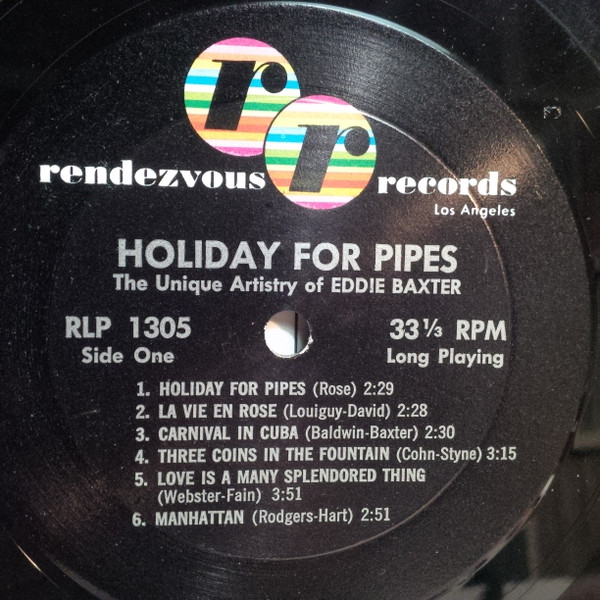 r
r
rendezvous records
Los Angeles
HOLIDAY FOR PIPES
The Unique Artistry of EDDIE BAXTER
RLP 1305 33⅓ RPM
Side One Long Playing
1. HOLIDAY FOR PIPES (Rose) 2:29
2. LA VIE EN ROSE (Louiguy-David) 2:28
3. CARNIVAL IN CUBA (Baldwin-Baxter) 2:30
4. THREE COINS IN THE FOUNTAIN (Cohn-Styne) 3:15
5. LOVE IS A MANY SPLENDORED THING
(Webster-Fain) 3:51
6. MANHATTAN (Rodgers-Hart) 2:51